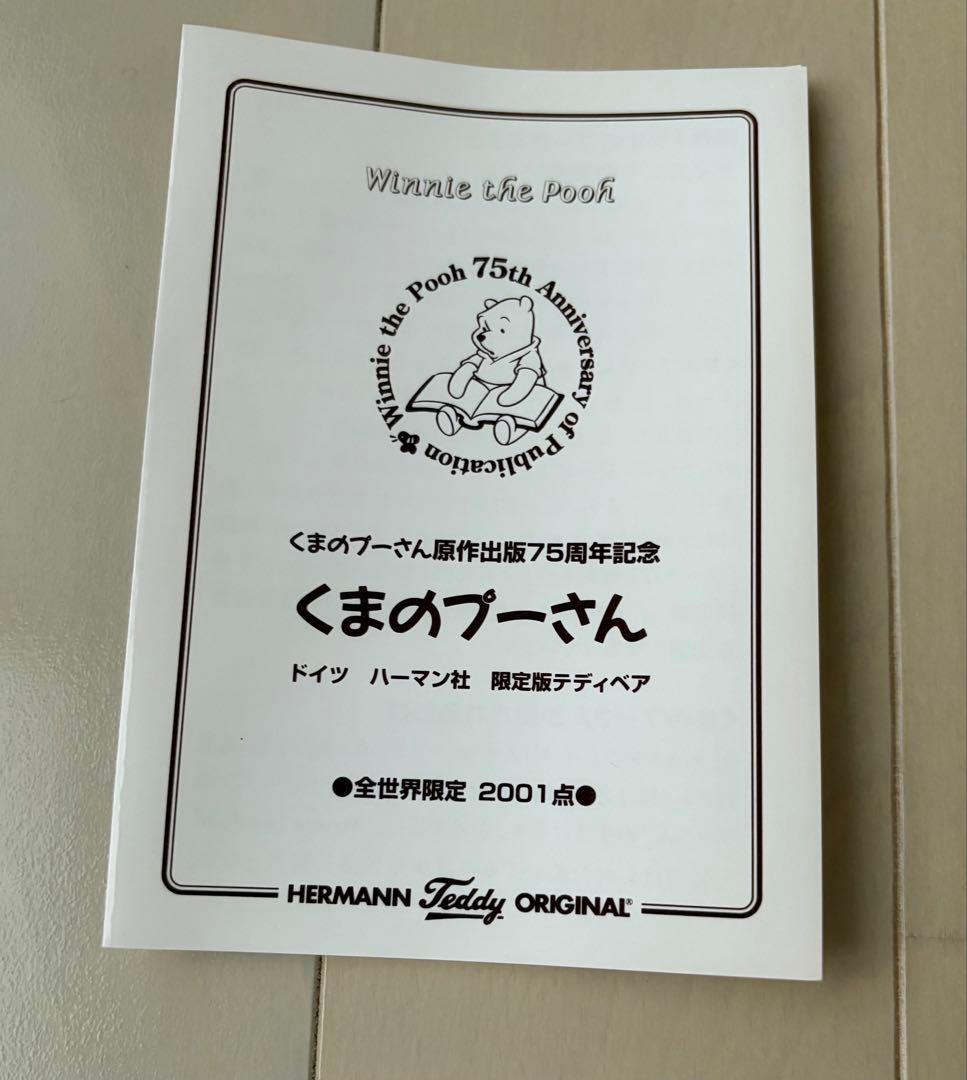 Winnie the Pooh
Winnie the Pooh 75th Anniversary of Publication
くまのプーさん原作出版75周年記念
くまのプーさん
ドイツ　ハーマン社　限定版テディベア
●全世界限定 2001点●
HERMANN Teddy ORIGINAL®